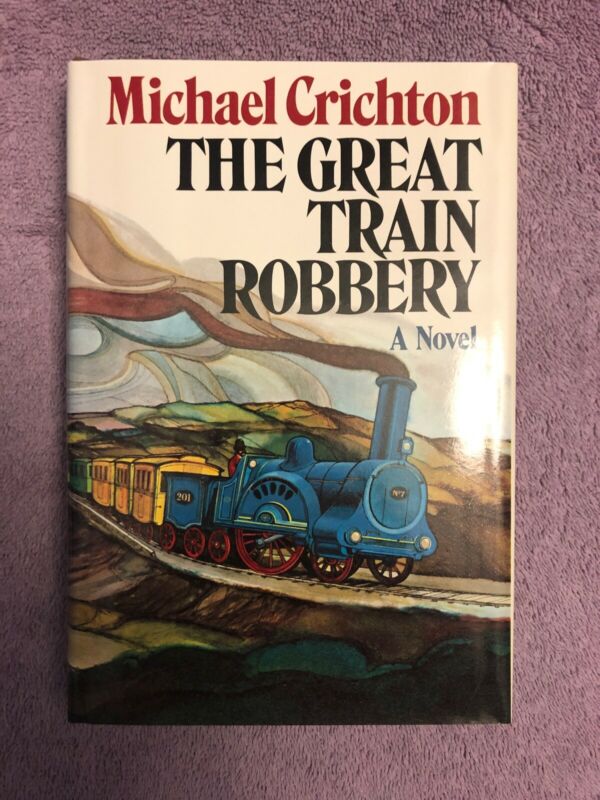 Michael Crichton
THE GREAT
TRAIN
ROBBERY
A Novel
201
Nº7